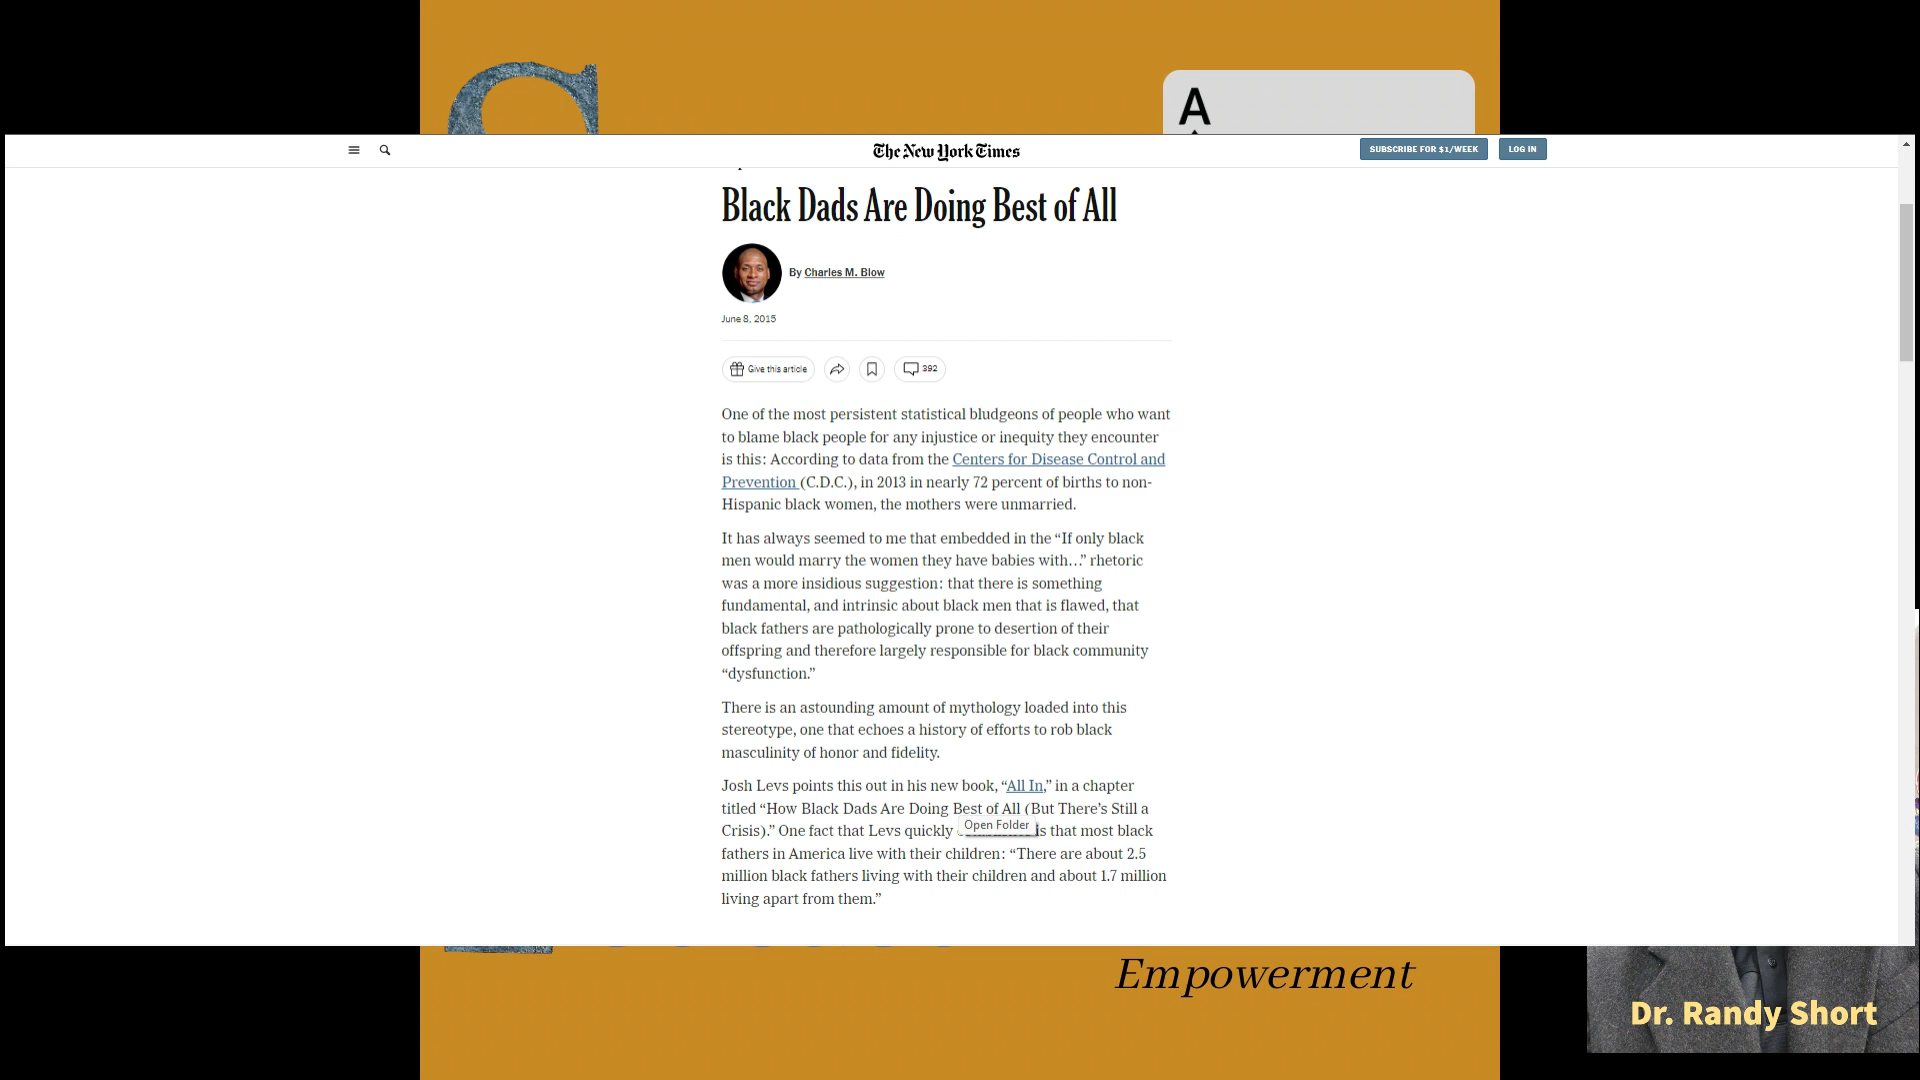 A
The New York Times
SUBSCRIBE FOR $1/WEEK
LOG IN
Black Dads Are Doing Best of All
By Charles M. Blow
June 8, 2015
Give this article
392
One of the most persistent statistical bludgeons of people who want
to blame black people for any injustice or inequity they encounter
is this: According to data from the Centers for Disease Control and
Prevention (C.D.C.), in 2013 in nearly 72 percent of births to non-
Hispanic black women, the mothers were unmarried.
It has always seemed to me that embedded in the “If only black
men would marry the women they have babies with…” rhetoric
was a more insidious suggestion: that there is something
fundamental, and intrinsic about black men that is flawed, that
black fathers are pathologically prone to desertion of their
offspring and therefore largely responsible for black community
“dysfunction.”
There is an astounding amount of mythology loaded into this
stereotype, one that echoes a history of efforts to rob black
masculinity of honor and fidelity.
Josh Levs points this out in his new book, “All In,” in a chapter
titled “How Black Dads Are Doing Best of All (But There’s Still a
Open Folder
Crisis).” One fact that Levs quickly is that most black
fathers in America live with their children: “There are about 2.5
million black fathers living with their children and about 1.7 million
living apart from them.”
Empowerment
Dr. Randy Short